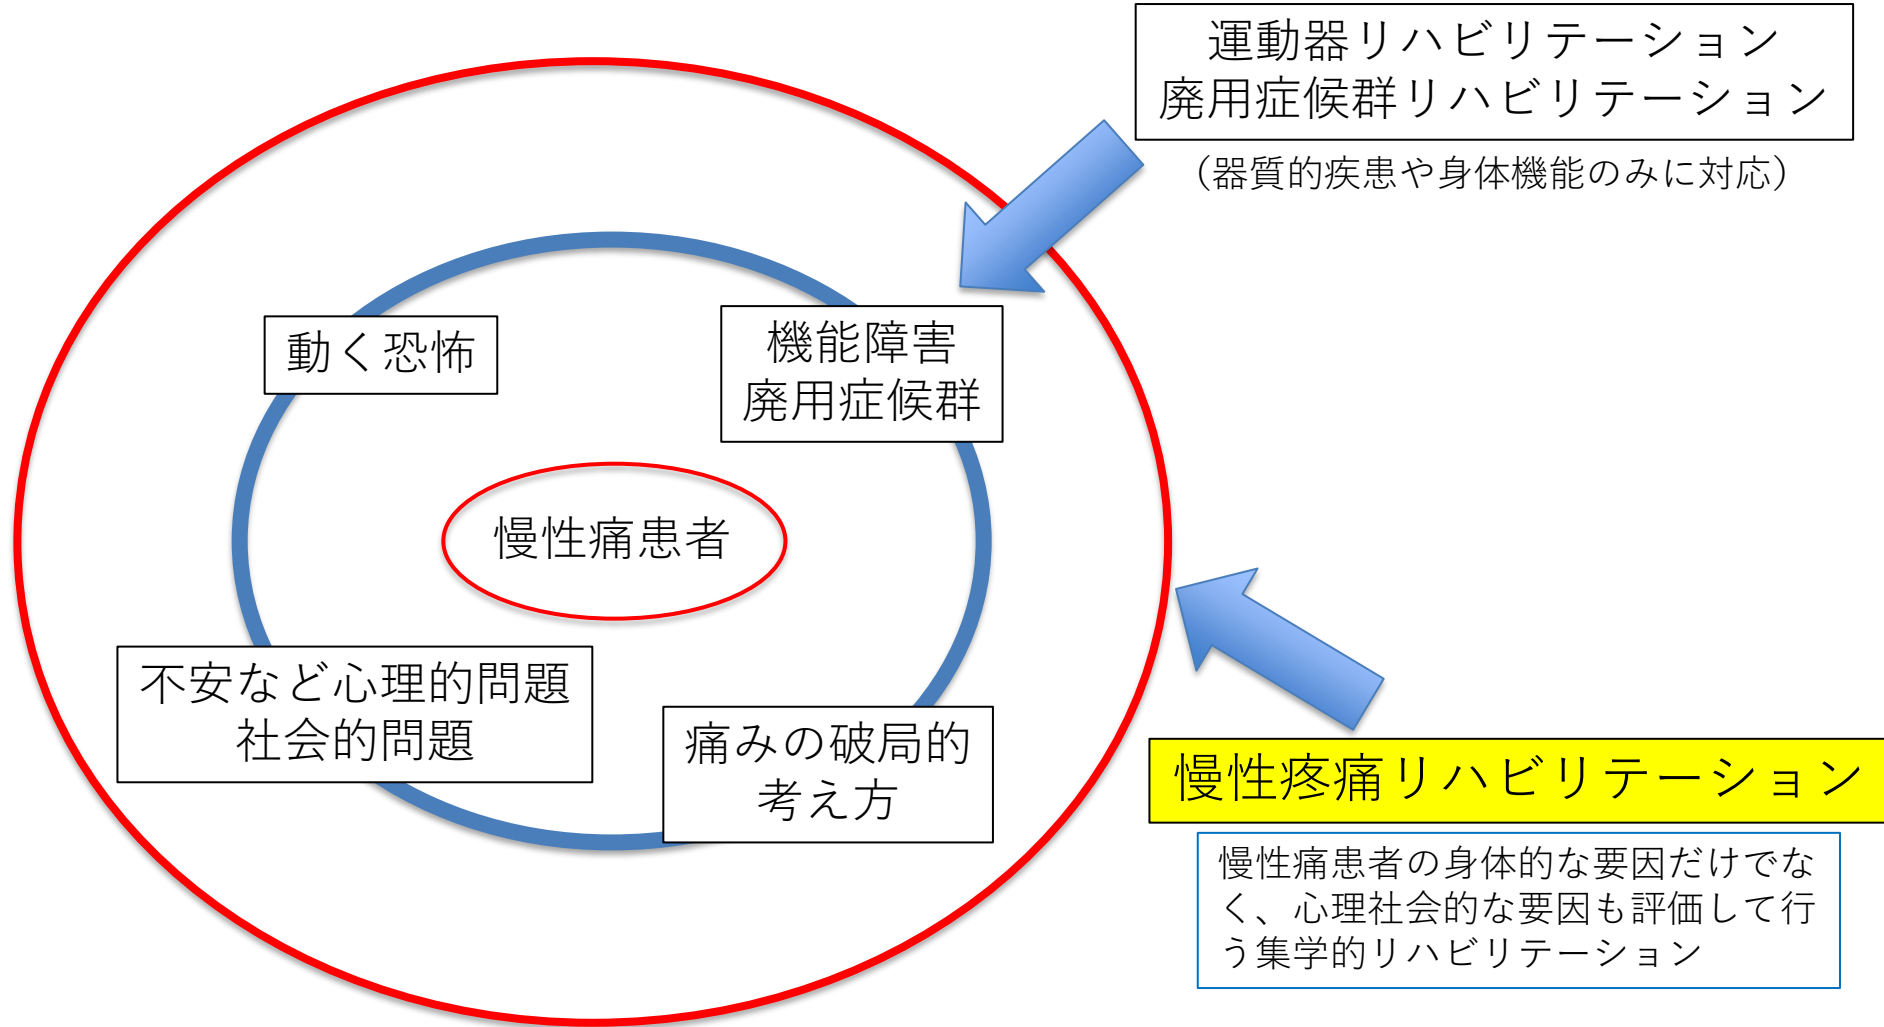 運動器リハビリテーション
廃用症候群リハビリテーション
（器質的疾患や身体機能のみに対応）
動く恐怖
機能障害
廃用症候群
慢性痛患者
不安など心理的問題
社会的問題
痛みの破局的
考え方
慢性疼痛リハビリテーション
慢性痛患者の身体的な要因だけでな
く、心理社会的な要因も評価して行
う集学的リハビリテーション